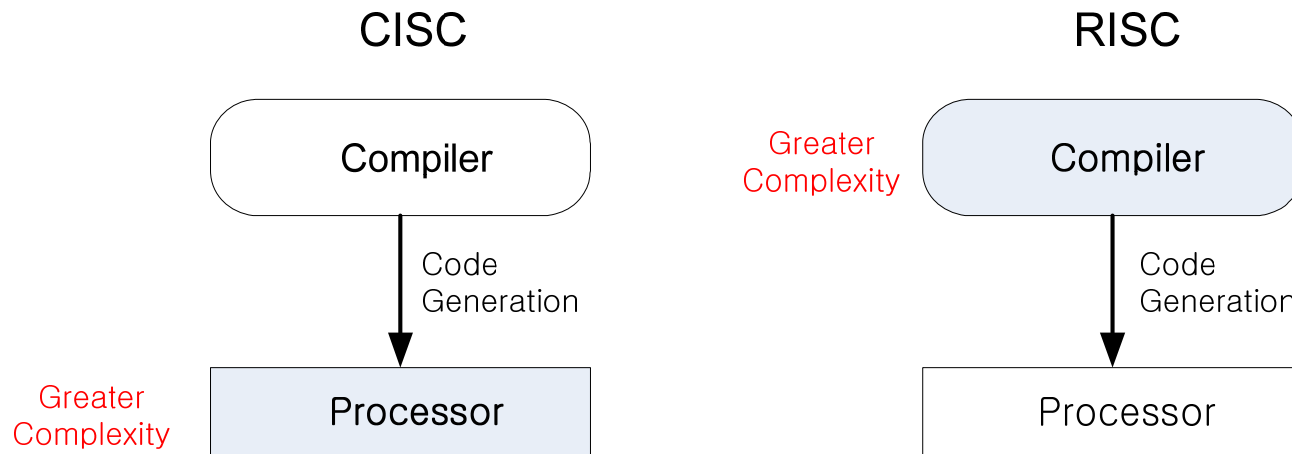 CISC
RISC
Compiler
Greater
Complexity
Compiler
Code
Generation
Code
Generation
Greater
Complexity
Processor
Processor